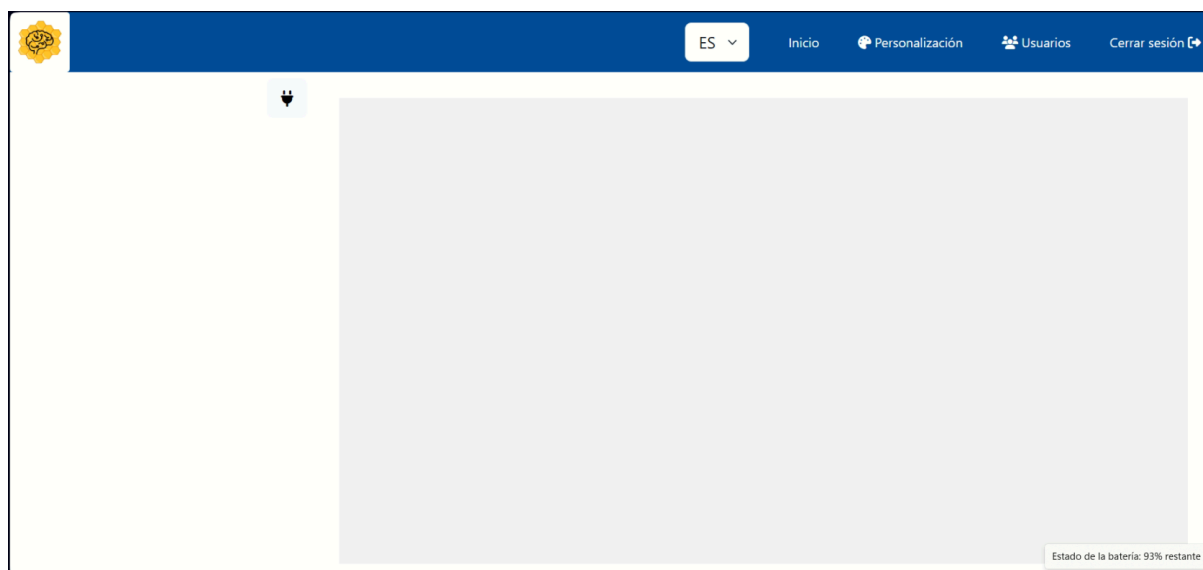 ES
Inicio
Personalización
Usuarios
Cerrar sesión
Estado de la batería: 93% restante